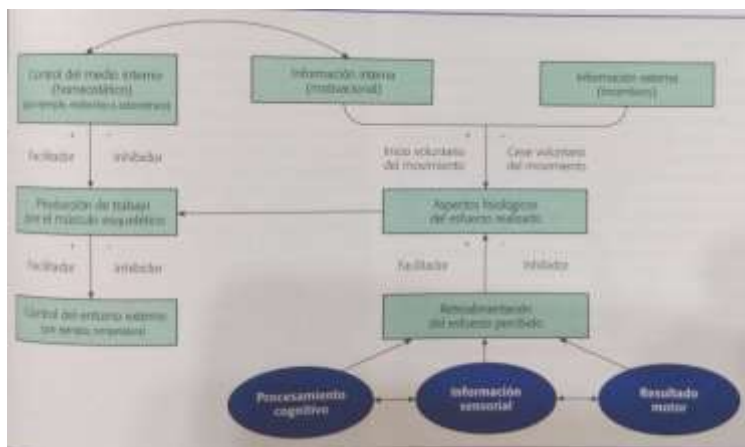 Control del medio interno
(homeostático)
Información interna
(motivacional)
Información externa
(incentivos)
+ -
Facilitador Inhibidor
+ -
Inicio voluntario
del movimiento
Cese voluntario
del movimiento
Producción de trabajo
por el músculo esquelético
Aspectos fisiológicos
del esfuerzo realizado
+ -
Facilitador Inhibidor
+ -
Facilitador Inhibidor
Control del entorno externo
Retroalimentación
del esfuerzo percibido
Procesamiento
cognitivo
Información
sensorial
Resultado
motor